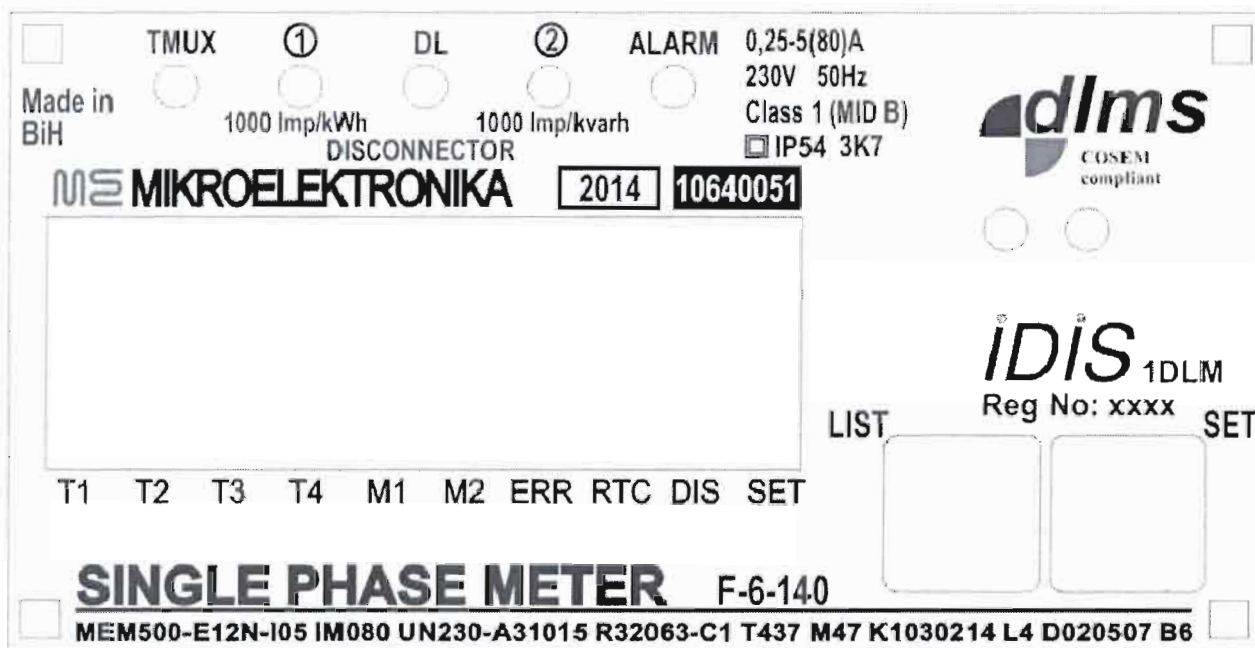 TMUX ① DL ② ALARM
0,25-5(80)A
230V 50Hz
Class 1 (MID B)
IP54 3K7
Made in
BiH
1000 Imp/kWh 1000 Imp/kvarh
DISCONNECTOR
dlms
COSEM
compliant
MIKROELEKTRONIKA 2014 10640051
iDiS 1DLM
Reg No: xxxx
LIST SET
T1 T2 T3 T4 M1 M2 ERR RTC DIS SET
SINGLE PHASE METER F-6-140
MEM500-E12N-I05 IM080 UN230-A31015 R32063-C1 T437 M47 K1030214 L4 D020507 B6